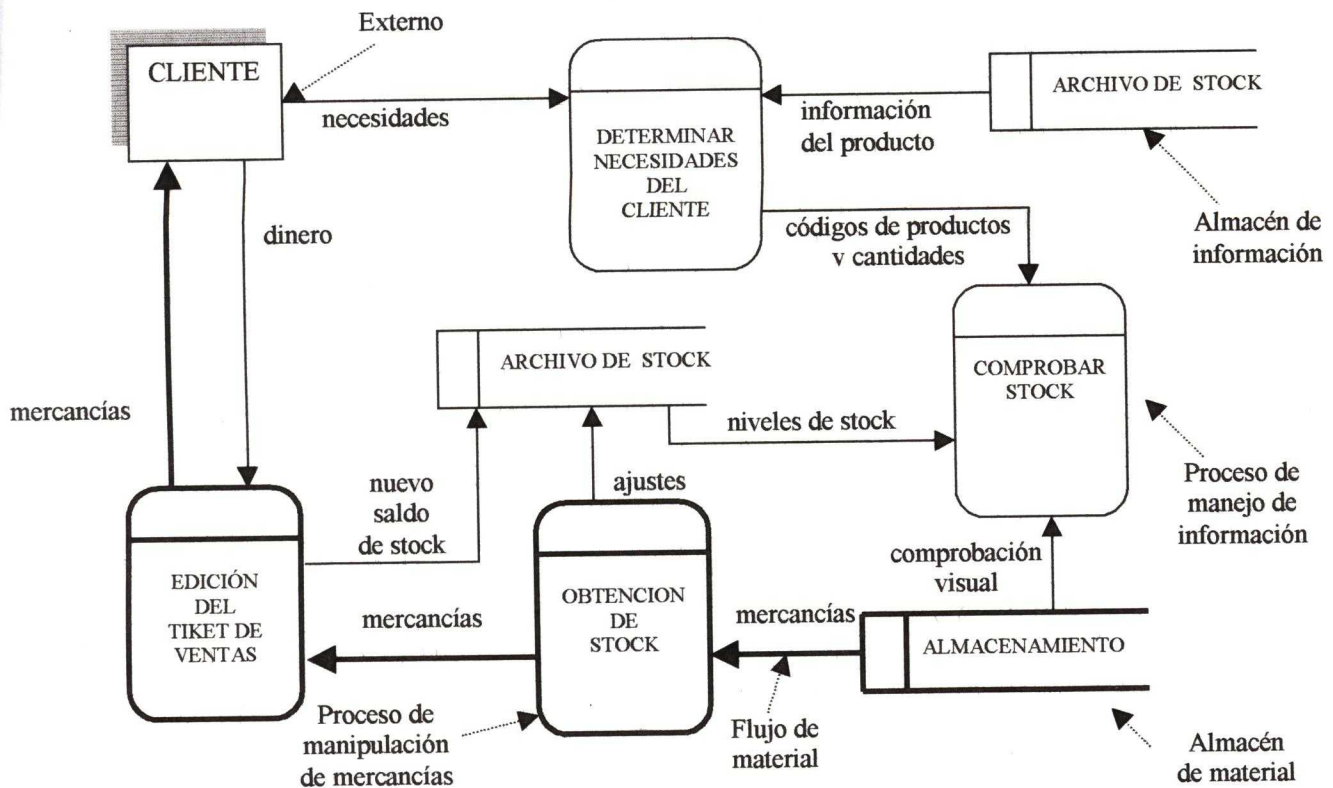 Externo
CLIENTE
necesidades
DETERMINAR
NECESIDADES
DEL
CLIENTE
información
del producto
ARCHIVO DE STOCK
Almacén de
información
dinero
códigos de productos
v cantidades
ARCHIVO DE STOCK
COMPROBAR
STOCK
mercancías
niveles de stock
nuevo
saldo
de stock
ajustes
Proceso de
manejo de
información
comprobación
visual
EDICIÓN
DEL
TIKET DE
VENTAS
mercancías
OBTENCION
DE
STOCK
mercancías
ALMACENAMIENTO
Proceso de
manipulación
de mercancías
Flujo de
material
Almacén
de material